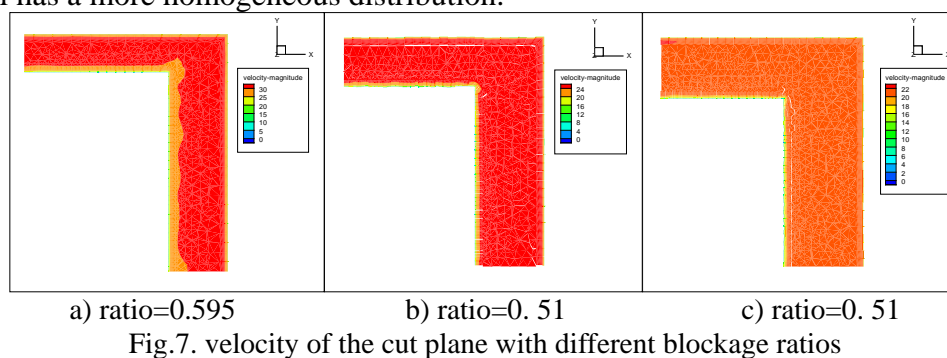 has a more homogeneous distribution.
Y
Z X
velocity-magnitude
30
25
20
15
10
5
0
Y
Z X
velocity-magnitude
24
20
16
12
8
4
0
Y
Z X
velocity-magnitude
22
20
18
16
14
12
10
8
6
4
2
0
a) ratio=0.595 b) ratio=0. 51 c) ratio=0. 51
Fig.7. velocity of the cut plane with different blockage ratios